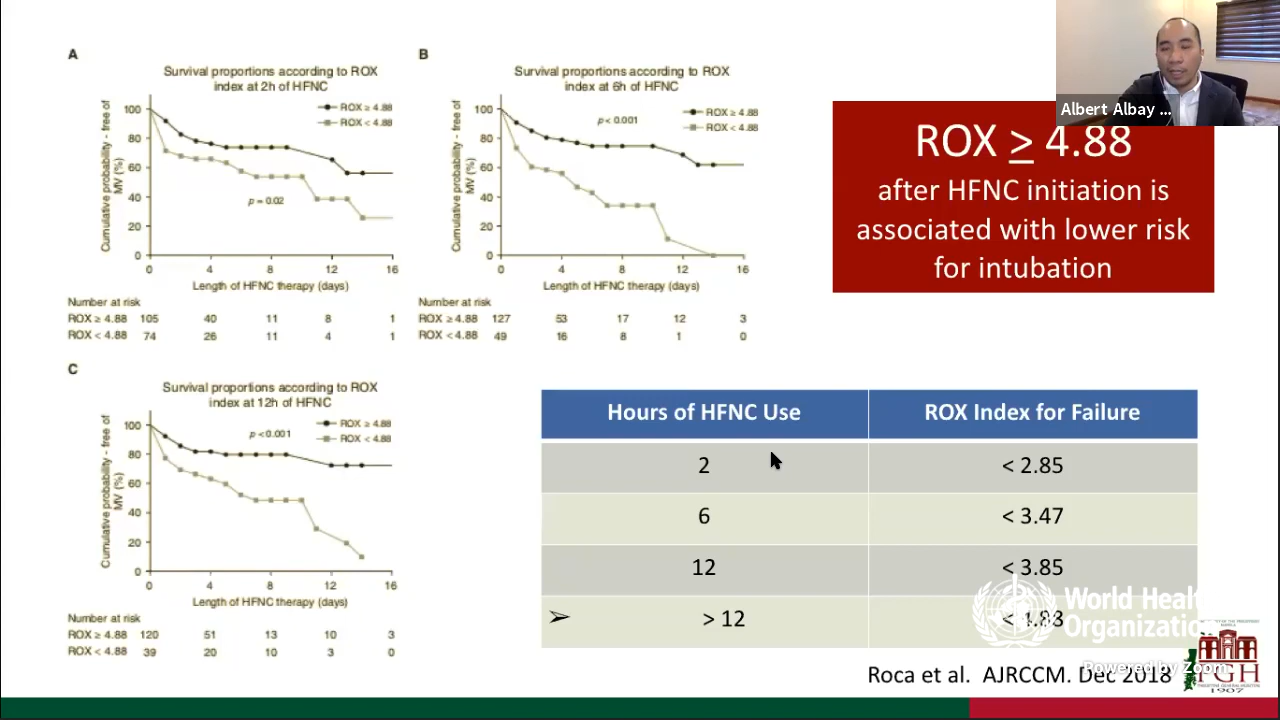 A
Survival proportions according to ROX
index at 2h of HFNC
Cumulative probability - free of
MV (%)
100
80
60
40
20
0
ROX ≥ 4.88
ROX < 4.88
p = 0.02
0 4 8 12 16
Length of HFNC therapy (days)
Number at risk
ROX ≥ 4.88 105 40 11 8 1
ROX < 4.88 74 26 11 4 1
B
Survival proportions according to ROX
index at 6h of HFNC
Cumulative probability - free of
MV (%)
100
80
60
40
20
0
p < 0.001
ROX ≥ 4.88
ROX < 4.88
0 4 8 12 16
Length of HFNC therapy (days)
Number at risk
ROX ≥ 4.88 127 53 17 12 3
ROX < 4.88 49 16 8 1 0
Albert Albay ...
ROX ≥ 4.88
after HFNC initiation is
associated with lower risk
for intubation
C
Survival proportions according to ROX
index at 12h of HFNC
Cumulative probability - free of
MV (%)
100
80
60
40
20
0
p < 0.001
ROX ≥ 4.88
ROX < 4.88
0 4 8 12 16
Length of HFNC therapy (days)
Number at risk
ROX ≥ 4.88 120 51 13 10 3
ROX < 4.88 39 20 10 3 0
Hours of HFNC Use ROX Index for Failure
2 < 2.85
6 < 3.47
12 < 3.85
➢ > 12
World Health
Organization
Roca et al. AJRCCM. Dec 2018
Powered by Zoom
PGH
1907